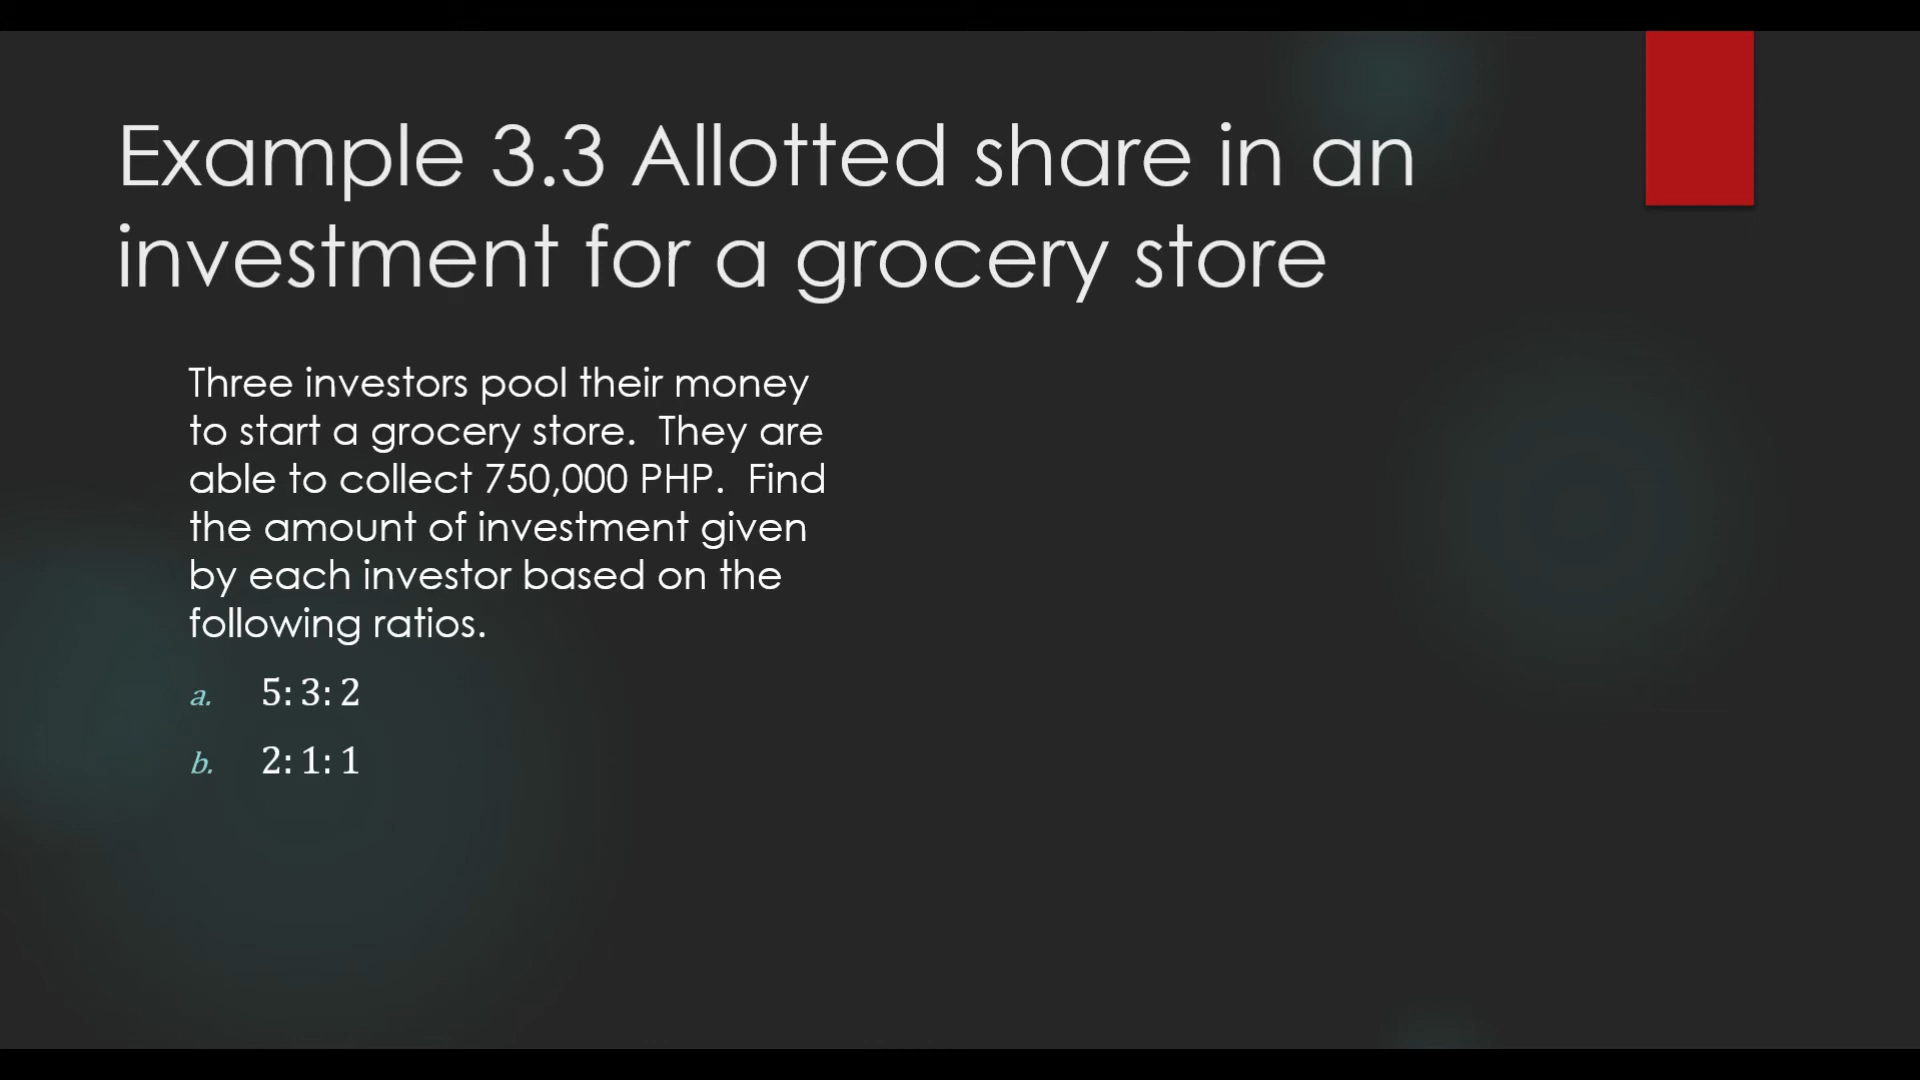 Example 3.3 Allotted share in an
investment for a grocery store
Three investors pool their money
to start a grocery store.  They are
able to collect 750,000 PHP.  Find
the amount of investment given
by each investor based on the
following ratios.
a. 5: 3: 2
b. 2: 1: 1